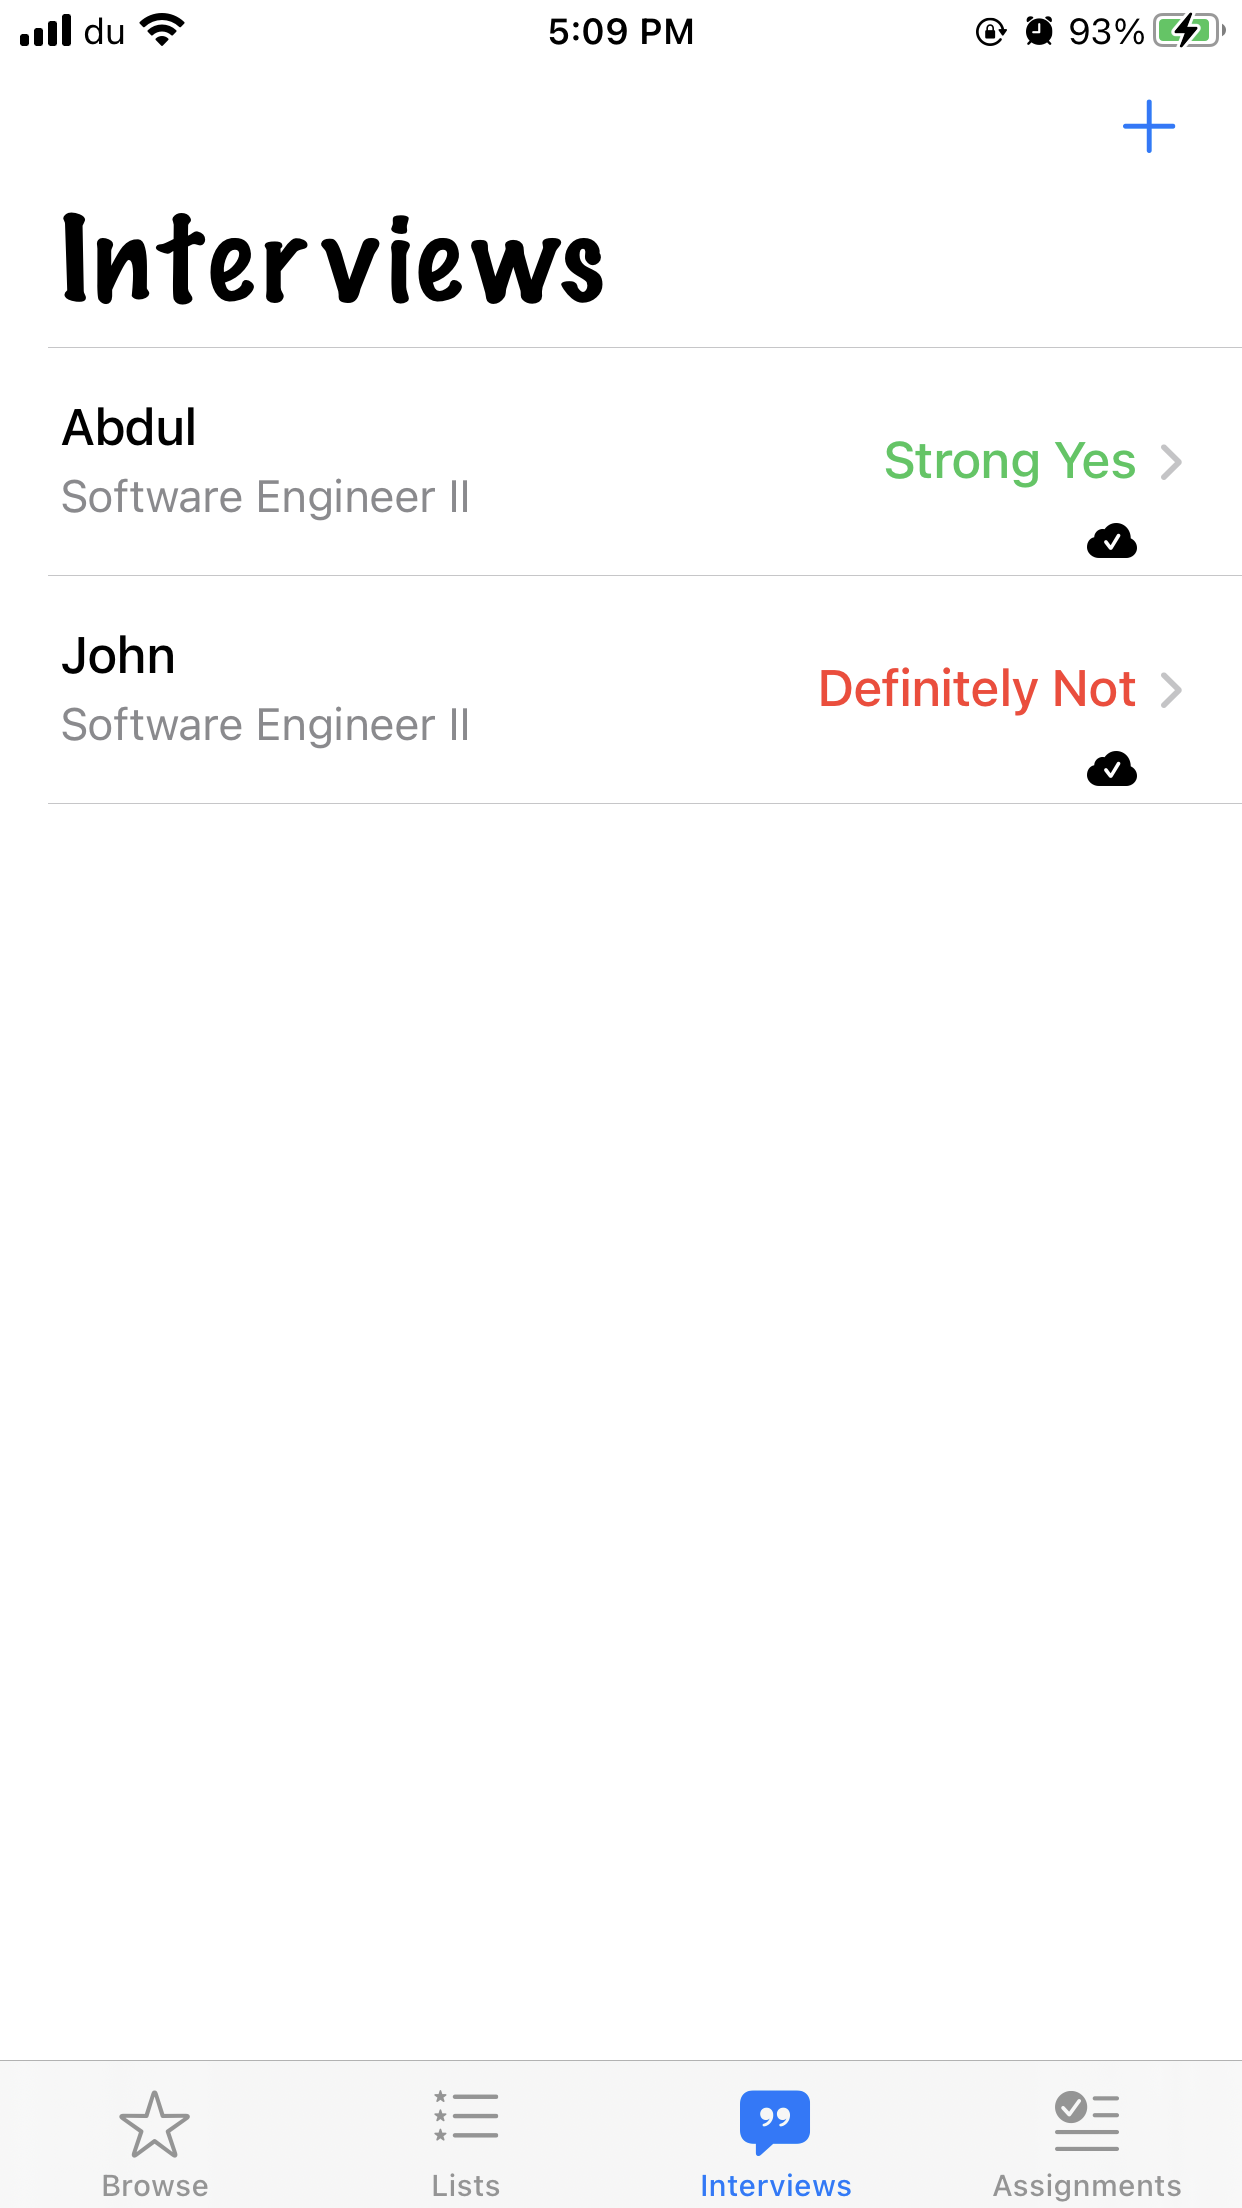 du 5:09 PM 93%
Interviews
Abdul
Software Engineer II
Strong Yes
John
Software Engineer II
Definitely Not
Browse Lists Interviews Assignments